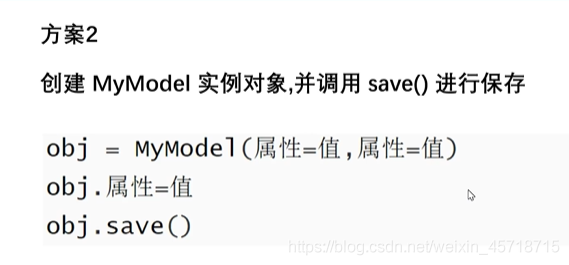 方案2
创建 MyModel 实例对象,并调用 save() 进行保存
obj = MyModel(属性=值,属性=值)
obj.属性=值
obj.save()
https://blog.csdn.net/weixin_45718715